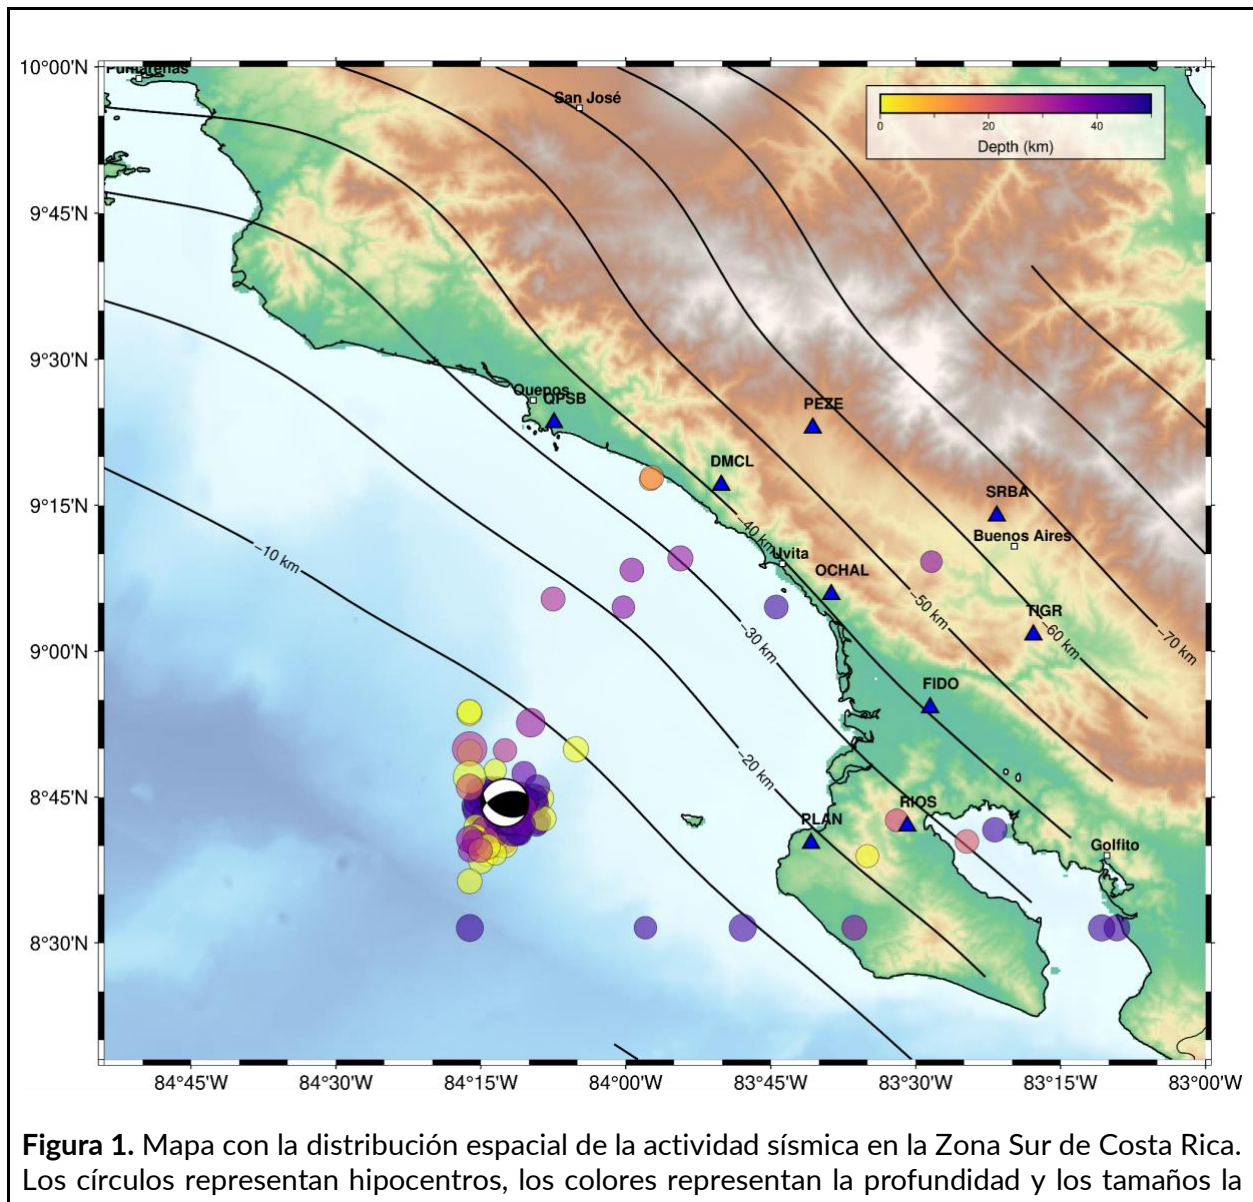 Puntarenas
10°00'N
San José
0
20
40
Depth (km)
9°45'N
9°30'N
Quepos
QPSB
PEZE
DMCL
9°15'N
SRBA
Buenos Aires
−40 km
Uvita
−10 km
OCHAL
−50 km
TIGR
−60 km
−70 km
−30 km
9°00'N
FIDO
−20 km
8°45'N
RIOS
PLAN
Golfito
8°30'N
84°45'W
84°30'W
84°15'W
84°00'W
83°45'W
83°30'W
83°15'W
83°00'W
Figura 1. Mapa con la distribución espacial de la actividad sísmica en la Zona Sur de Costa Rica.
Los círculos representan hipocentros, los colores representan la profundidad y los tamaños la